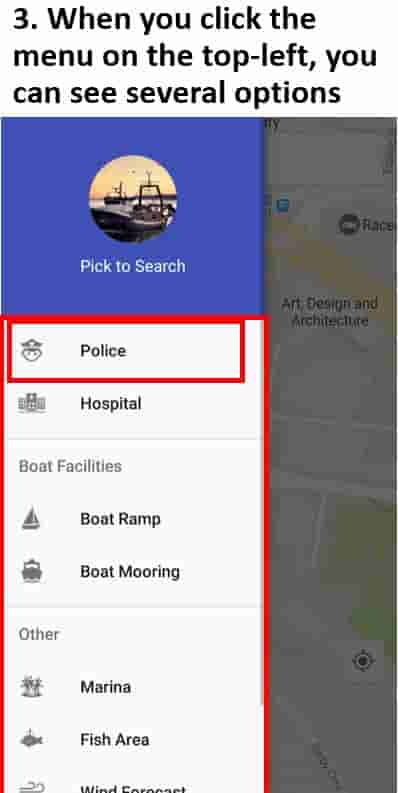 3. When you click the
menu on the top-left, you
can see several options
Pick to Search
Race
Art, Design and
Architecture
Police
Hospital
Boat Facilities
Boat Ramp
Boat Mooring
Other
Marina
Fish Area
Wind Forecast